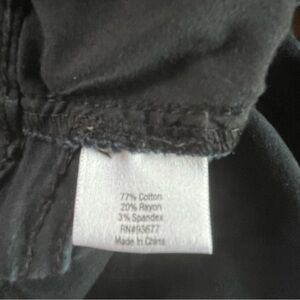 77% Cotton
20% Rayon
3% Spandex
RN#93677
Made In China